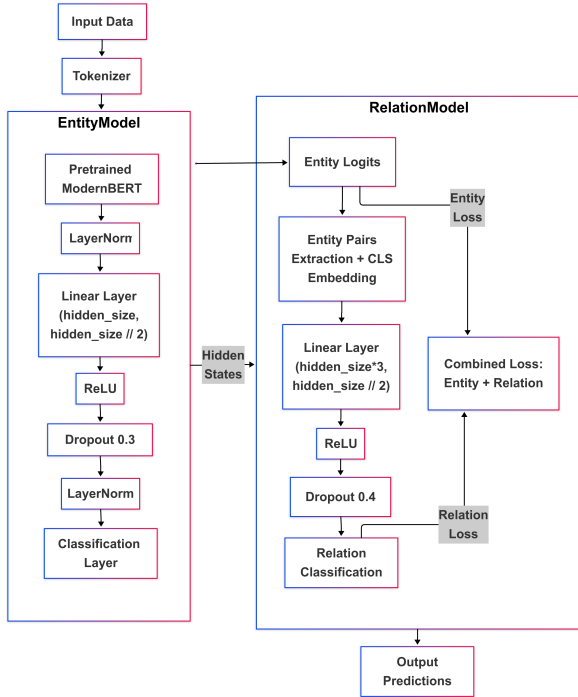 Input Data
Tokenizer
EntityModel
Pretrained
ModernBERT
LayerNorm
Linear Layer
(hidden_size,
hidden_size // 2)
ReLU
Dropout 0.3
LayerNorm
Classification
Layer
Hidden
States
RelationModel
Entity Logits
Entity
Loss
Entity Pairs
Extraction + CLS
Embedding
Linear Layer
(hidden_size*3,
hidden_size // 2)
ReLU
Dropout 0.4
Relation
Classification
Combined Loss:
Entity + Relation
Relation
Loss
Output
Predictions